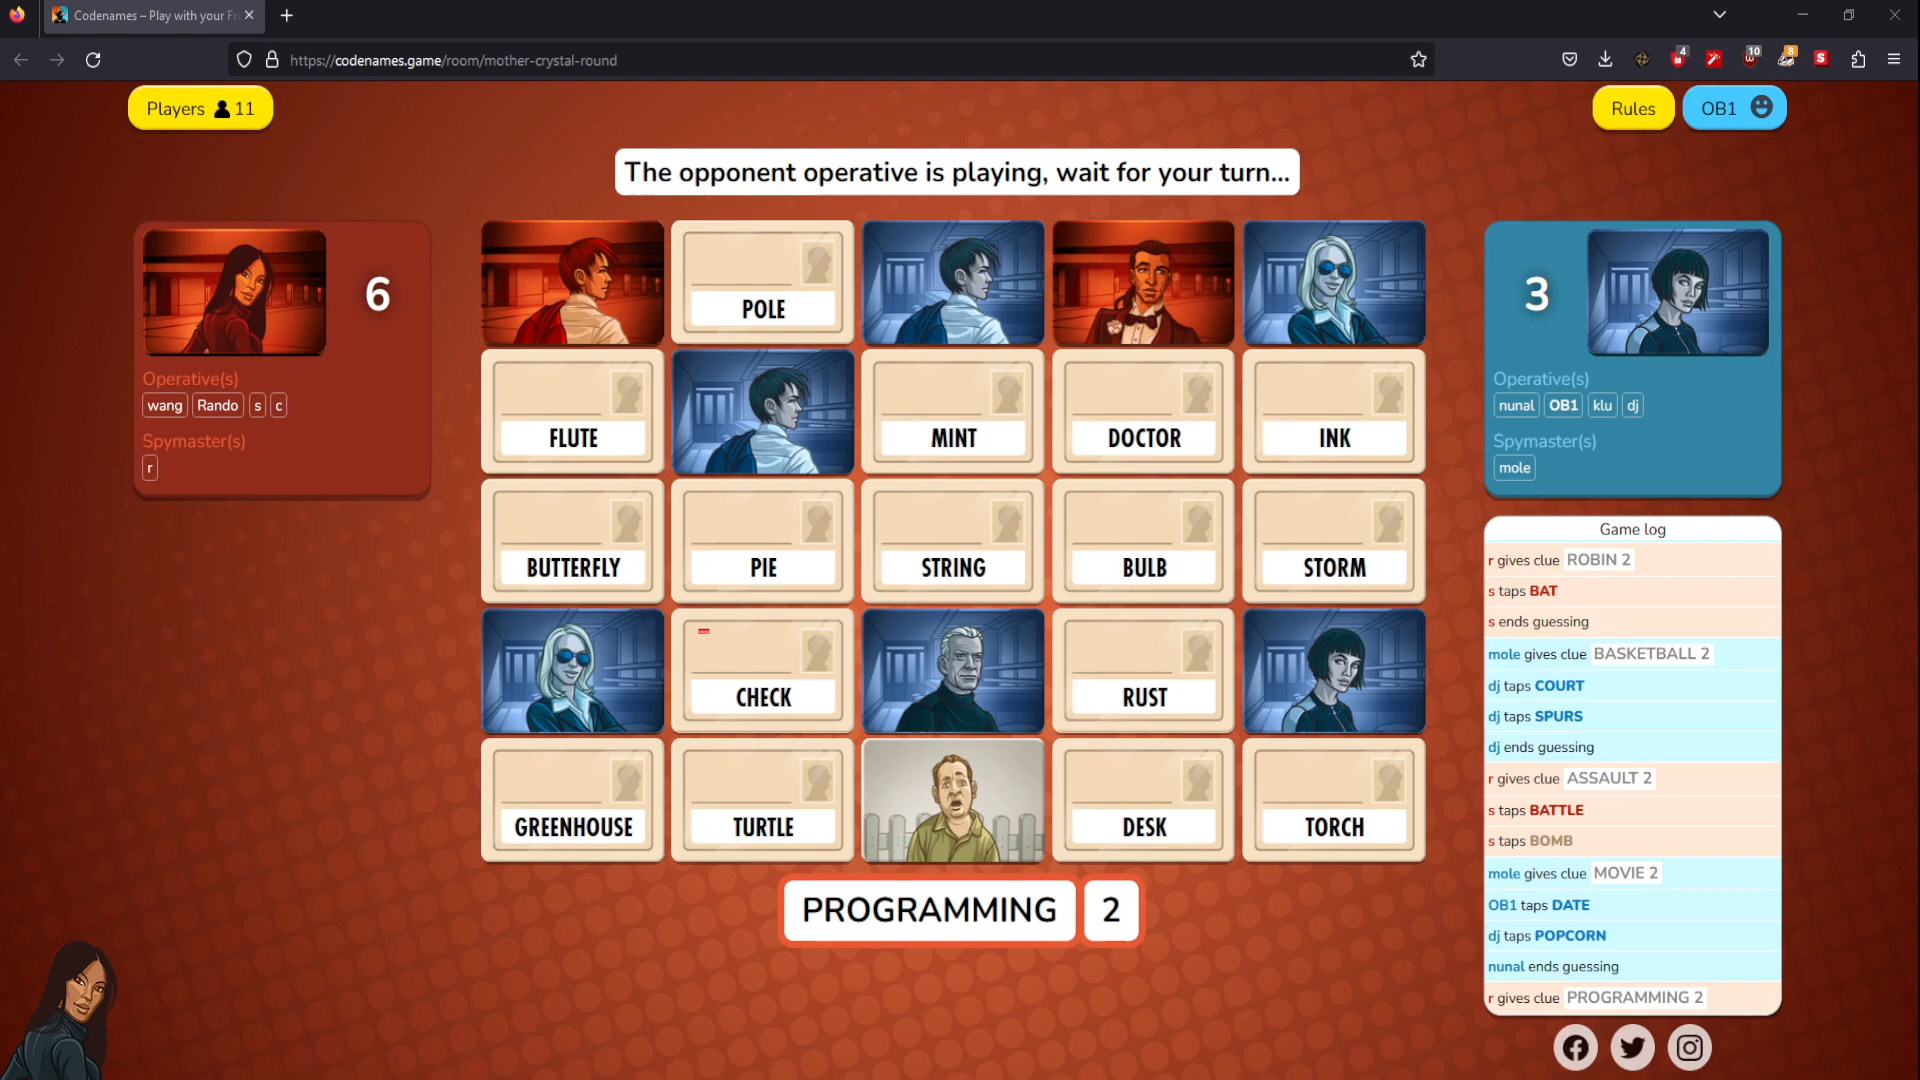 Codenames – Play with your Fr
https://codenames.game/room/mother-crystal-round
4
10
8
S
Players 11
Rules
OB1
The opponent operative is playing, wait for your turn...
6
Operative(s)
wang Rando s c
Spymaster(s)
r
POLE
FLUTE MINT DOCTOR INK
BUTTERFLY PIE STRING BULB STORM
CHECK RUST
GREENHOUSE TURTLE DESK TORCH
PROGRAMMING 2
3
Operative(s)
nunal OB1 klu dj
Spymaster(s)
mole
Game log
r gives clue ROBIN 2
s taps BAT
s ends guessing
mole gives clue BASKETBALL 2
dj taps COURT
dj taps SPURS
dj ends guessing
r gives clue ASSAULT 2
s taps BATTLE
s taps BOMB
mole gives clue MOVIE 2
OB1 taps DATE
dj taps POPCORN
nunal ends guessing
r gives clue PROGRAMMING 2